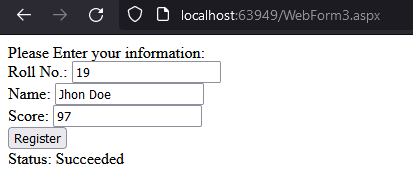 localhost:63949/WebForm3.aspx
Please Enter your information:
Roll No.: 19
Name: Jhon Doe
Score: 97
Register
Status: Succeeded